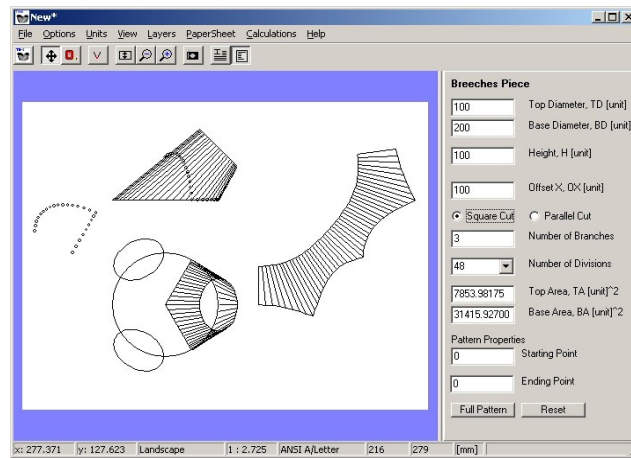 New*
File Options Units View Layers PaperSheet Calculations Help
Breeches Piece
100 Top Diameter, TD [unit]
200 Base Diameter, BD [unit]
100 Height, H [unit]
100 Offset X, OX [unit]
Square Cut Parallel Cut
3 Number of Branches
48 Number of Divisions
7853.98175 Top Area, TA [unit]^2
31415.92700 Base Area, BA [unit]^2
Pattern Properties
0 Starting Point
0 Ending Point
Full Pattern Reset
x: 277.371 y: 127.623 Landscape 1 : 2.725 ANSI A/Letter 216 279 [mm]